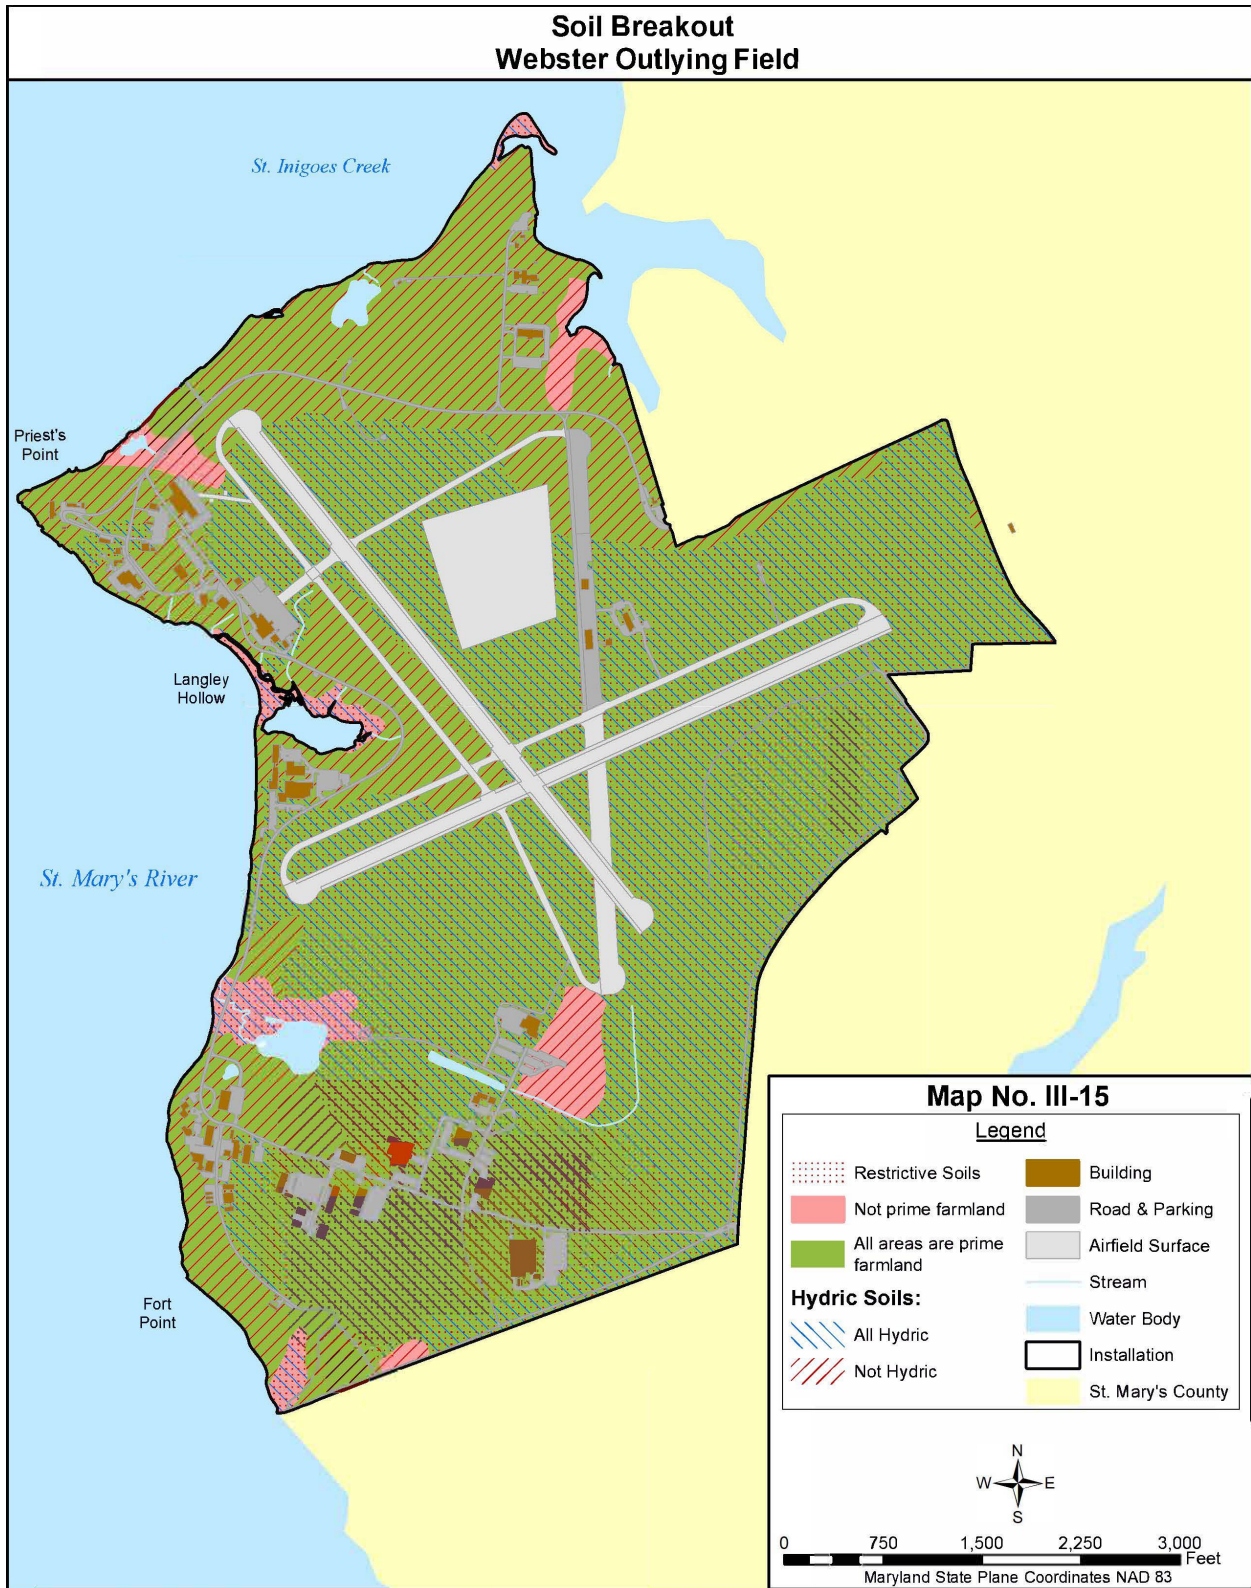 Soil Breakout
Webster Outlying Field
St. Inigoes Creek
Priest's
Point
Langley
Hollow
St. Mary's River
Fort
Point
Map No. III-15
Legend
Restrictive Soils
Not prime farmland
All areas are prime
farmland
Hydric Soils:
All Hydric
Not Hydric
Building
Road & Parking
Airfield Surface
Stream
Water Body
Installation
St. Mary's County
N
W E
S
0 750 1,500 2,250 3,000
Feet
Maryland State Plane Coordinates NAD 83